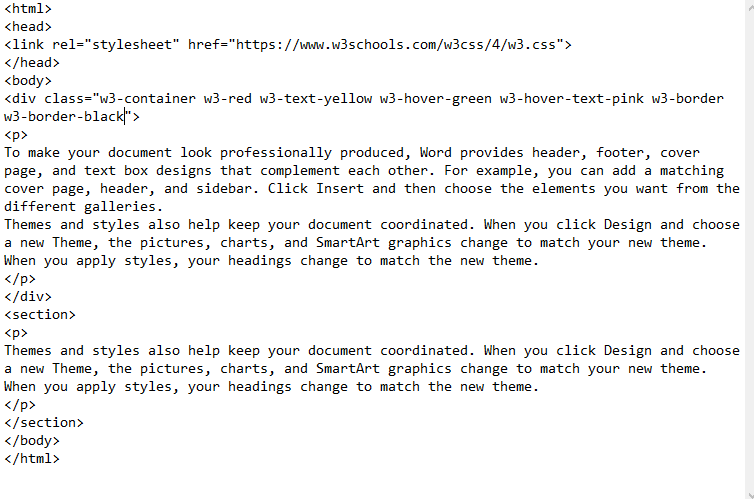 <html>
<head>
<link rel="stylesheet" href="https://www.w3schools.com/w3css/4/w3.css">
</head>
<body>
<div class="w3-container w3-red w3-text-yellow w3-hover-green w3-hover-text-pink w3-border
w3-border-black">
<p>
To make your document look professionally produced, Word provides header, footer, cover
page, and text box designs that complement each other. For example, you can add a matching
cover page, header, and sidebar. Click Insert and then choose the elements you want from the
different galleries.
Themes and styles also help keep your document coordinated. When you click Design and choose
a new Theme, the pictures, charts, and SmartArt graphics change to match your new theme.
When you apply styles, your headings change to match the new theme.
</p>
</div>
<section>
<p>
Themes and styles also help keep your document coordinated. When you click Design and choose
a new Theme, the pictures, charts, and SmartArt graphics change to match your new theme.
When you apply styles, your headings change to match the new theme.
</p>
</section>
</body>
</html>